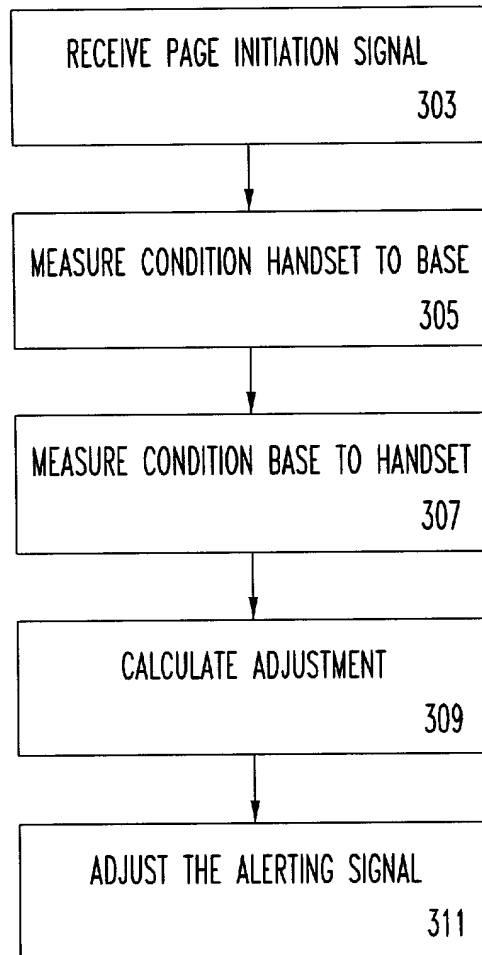 RECEIVE PAGE INITIATION SIGNAL
303
MEASURE CONDITION HANDSET TO BASE
305
MEASURE CONDITION BASE TO HANDSET
307
CALCULATE ADJUSTMENT
309
ADJUST THE ALERTING SIGNAL
311